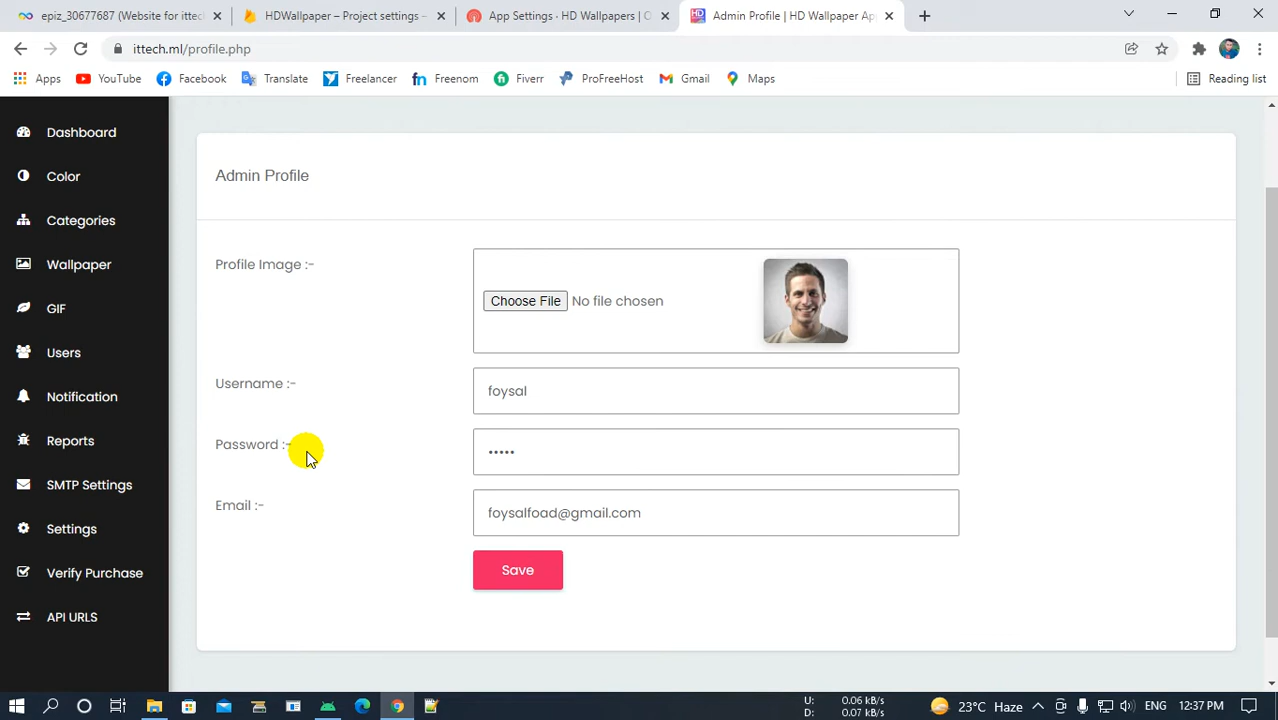 epiz_30677687 (Website for ittec
HDWallpaper – Project settings –
App Settings · HD Wallpapers | O
Admin Profile | HD Wallpaper Ap
ittech.ml/profile.php
Apps
YouTube
Facebook
Translate
Freelancer
Freenom
Fiverr
ProFreeHost
Gmail
Maps
Reading list
Dashboard
Color
Categories
Wallpaper
GIF
Users
Notification
Reports
SMTP Settings
Settings
Verify Purchase
API URLS
Admin Profile
Profile Image :-
Choose File No file chosen
Username :-
foysal
Password :-
•••••
Email :-
foysalfoad@gmail.com
Save
U: 0.06 kB/s
D: 0.07 kB/s
23°C Haze
ENG
12:37 PM